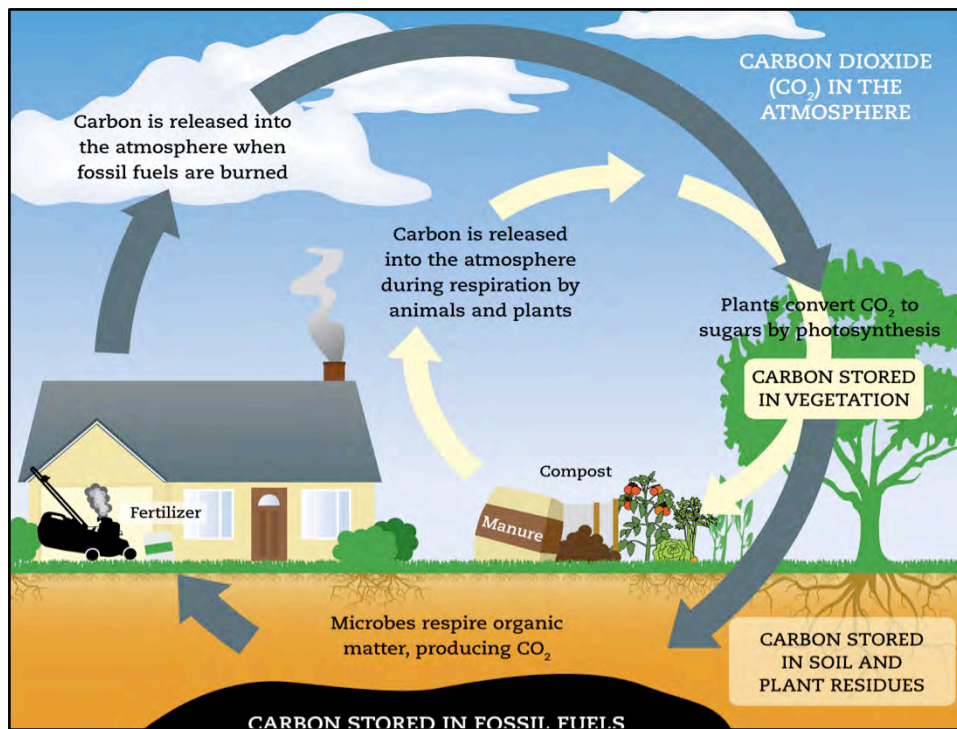 CARBON DIOXIDE
(CO₂) IN THE
ATMOSPHERE
Carbon is released into
the atmosphere when
fossil fuels are burned
Carbon is released
into the atmosphere
during respiration by
animals and plants
Plants convert CO₂ to
sugars by photosynthesis
CARBON STORED
IN VEGETATION
Compost
Manure
Fertilizer
Microbes respire organic
matter, producing CO₂
CARBON STORED
IN SOIL AND
PLANT RESIDUES
CARBON STORED IN FOSSIL FUELS